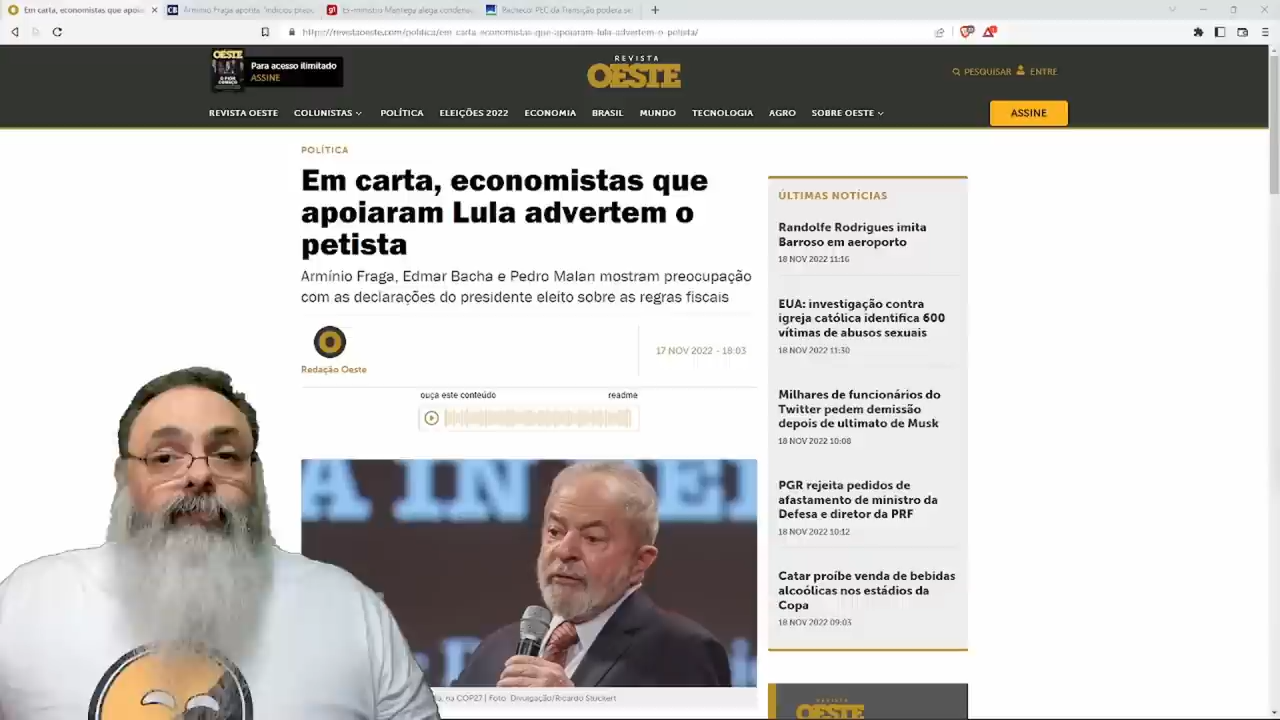 Em carta, economistas que apoia
Armínio Fraga aponta "indícios preoc
Ex-ministro Mantega alega condena
Pacheco: PEC da Transição poderá se
https://revistaoeste.com/politica/em-carta-economistas-que-apoiaram-lula-advertem-o-petista/
OESTE
Para acesso ilimitado
ASSINE
REVISTA
OESTE
PESQUISAR
ENTRE
REVISTA OESTE
COLUNISTAS
POLÍTICA
ELEIÇÕES 2022
ECONOMIA
BRASIL
MUNDO
TECNOLOGIA
AGRO
SOBRE OESTE
ASSINE
POLÍTICA
Em carta, economistas que
apoiaram Lula advertem o
petista
Armínio Fraga, Edmar Bacha e Pedro Malan mostram preocupação
com as declarações do presidente eleito sobre as regras fiscais
Redação Oeste
17 NOV 2022 - 18:03
ouça este conteúdo
readme
na COP27 | Foto: Divulgação/Ricardo Stuckert
ÚLTIMAS NOTÍCIAS
Randolfe Rodrigues imita
Barroso em aeroporto
18 NOV 2022 11:16
EUA: investigação contra
igreja católica identifica 600
vítimas de abusos sexuais
18 NOV 2022 11:30
Milhares de funcionários do
Twitter pedem demissão
depois de ultimato de Musk
18 NOV 2022 10:08
PGR rejeita pedidos de
afastamento de ministro da
Defesa e diretor da PRF
18 NOV 2022 10:12
Catar proíbe venda de bebidas
alcoólicas nos estádios da
Copa
18 NOV 2022 09:03
REVISTA
OESTE